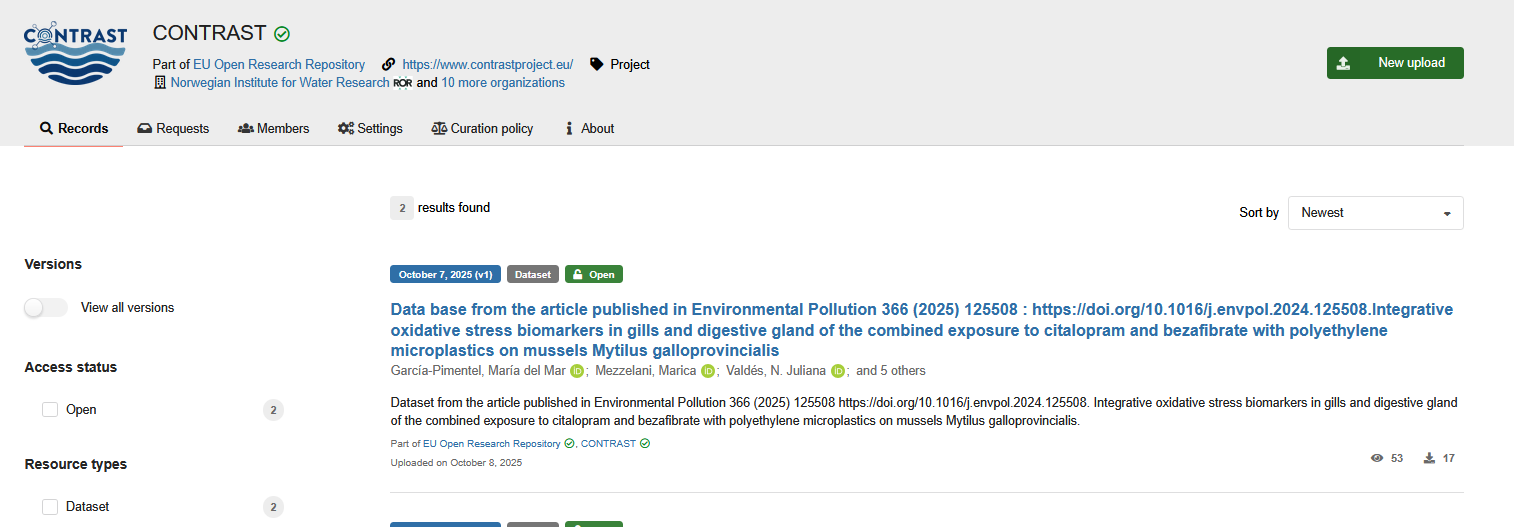 CONTRAST
CONTRAST
Part of EU Open Research Repository https://www.contrastproject.eu/ Project
Norwegian Institute for Water Research ROR and 10 more organizations
New upload
Records Requests Members Settings Curation policy About
2 results found
Sort by Newest
Versions
View all versions
Access status
Open 2
Resource types
Dataset 2
October 7, 2025 (v1) Dataset Open
Data base from the article published in Environmental Pollution 366 (2025) 125508 : https://doi.org/10.1016/j.envpol.2024.125508.Integrative
oxidative stress biomarkers in gills and digestive gland of the combined exposure to citalopram and bezafibrate with polyethylene
microplastics on mussels Mytilus galloprovincialis
García-Pimentel, María del Mar iD; Mezzelani, Marica iD; Valdés, N. Juliana iD; and 5 others
Dataset from the article published in Environmental Pollution 366 (2025) 125508 https://doi.org/10.1016/j.envpol.2024.125508. Integrative oxidative stress biomarkers in gills and digestive gland
of the combined exposure to citalopram and bezafibrate with polyethylene microplastics on mussels Mytilus galloprovincialis.
Part of EU Open Research Repository, CONTRAST
Uploaded on October 8, 2025
53 17